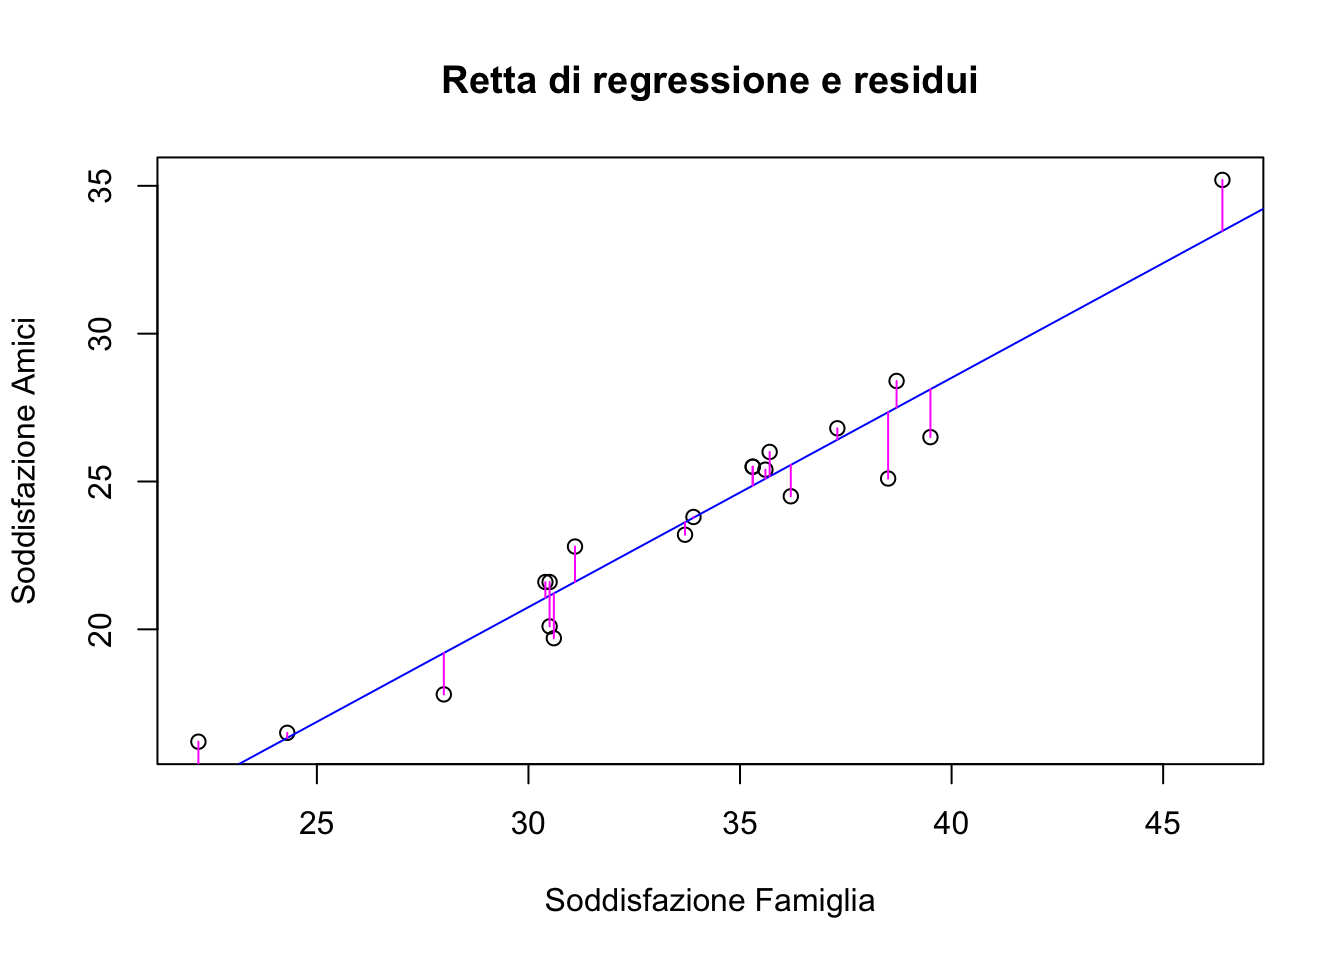 Retta di regressione e residui
35
30
25
20
Soddisfazione Amici
25 30 35 40 45
Soddisfazione Famiglia